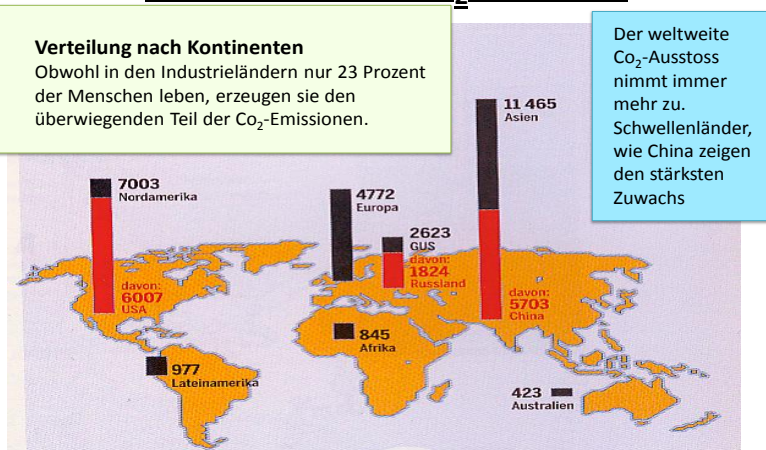 Verteilung nach Kontinenten
Obwohl in den Industrieländern nur 23 Prozent
der Menschen leben, erzeugen sie den
überwiegenden Teil der Co₂-Emissionen.
Der weltweite
Co₂-Ausstoss
nimmt immer
mehr zu.
Schwellenländer,
wie China zeigen
den stärksten
Zuwachs
7003
Nordamerika
davon:
6007
USA
4772
Europa
2623
GUS
davon:
1824
Russland
11 465
Asien
davon:
5703
China
845
Afrika
977
Lateinamerika
423
Australien